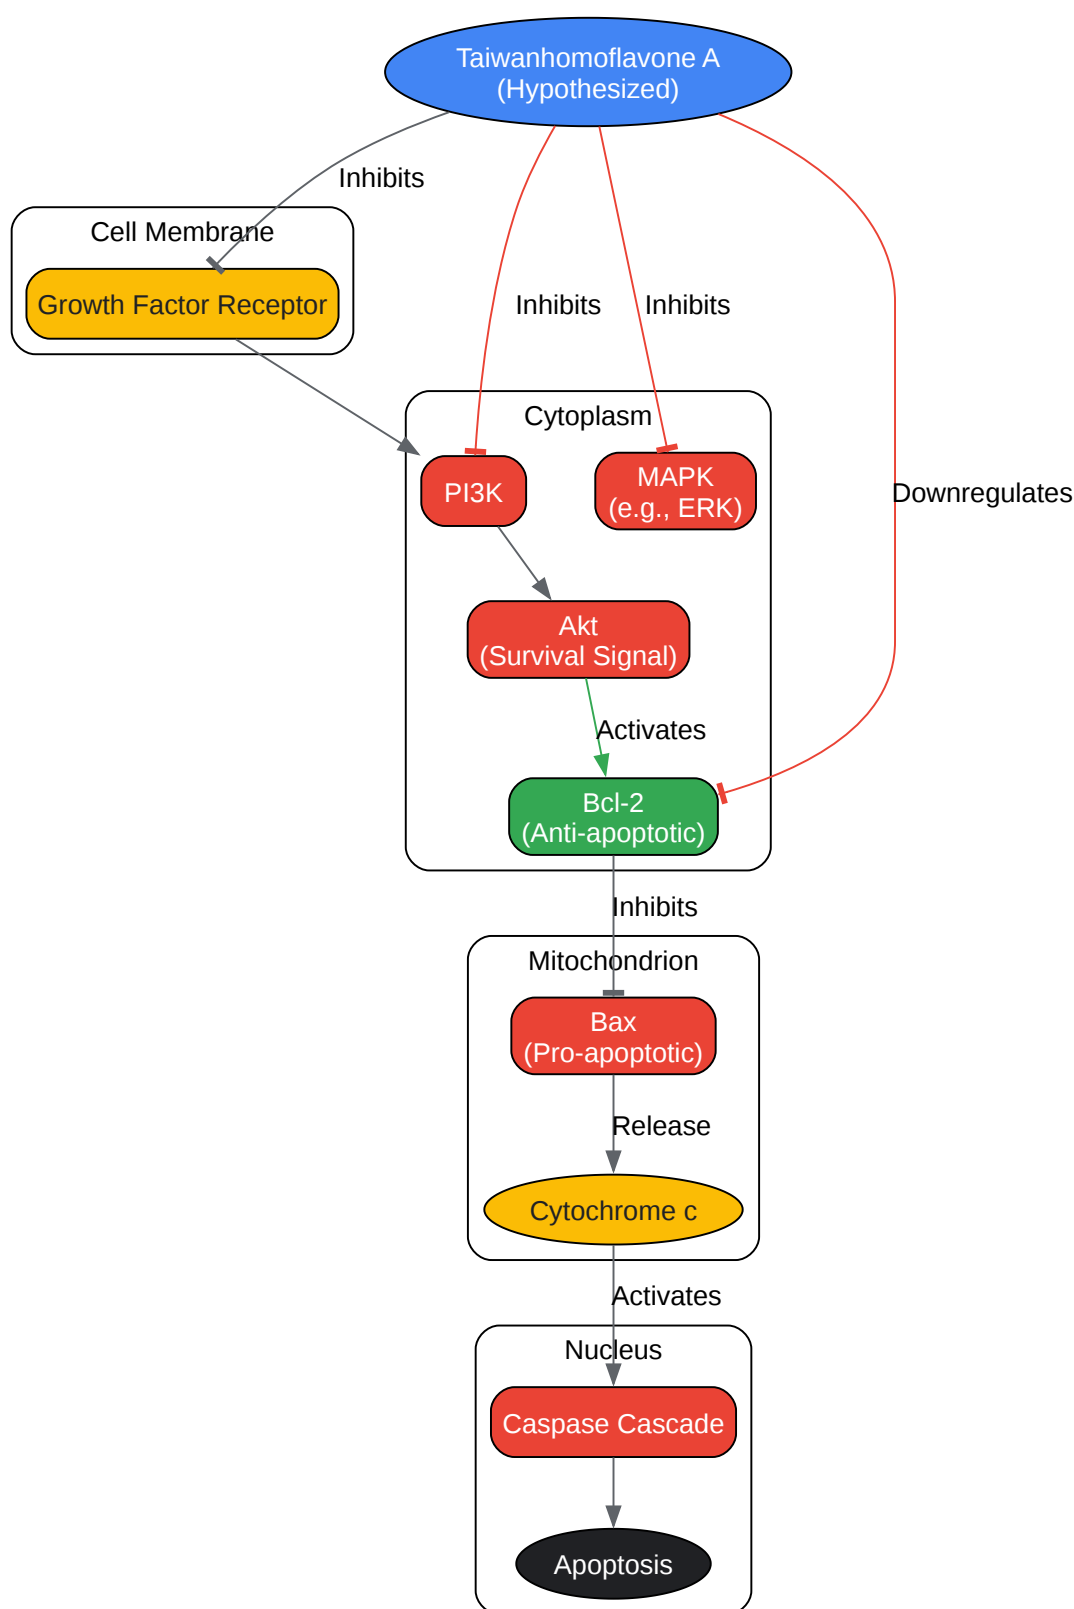 Taiwanhomoflavone A
(Hypothesized)
Inhibits
Cell Membrane
Growth Factor Receptor
Inhibits
Inhibits
Cytoplasm
PI3K
MAPK
(e.g., ERK)
Downregulates
Akt
(Survival Signal)
Activates
Bcl-2
(Anti-apoptotic)
Inhibits
Mitochondrion
Bax
(Pro-apoptotic)
Release
Cytochrome c
Activates
Nucleus
Caspase Cascade
Apoptosis